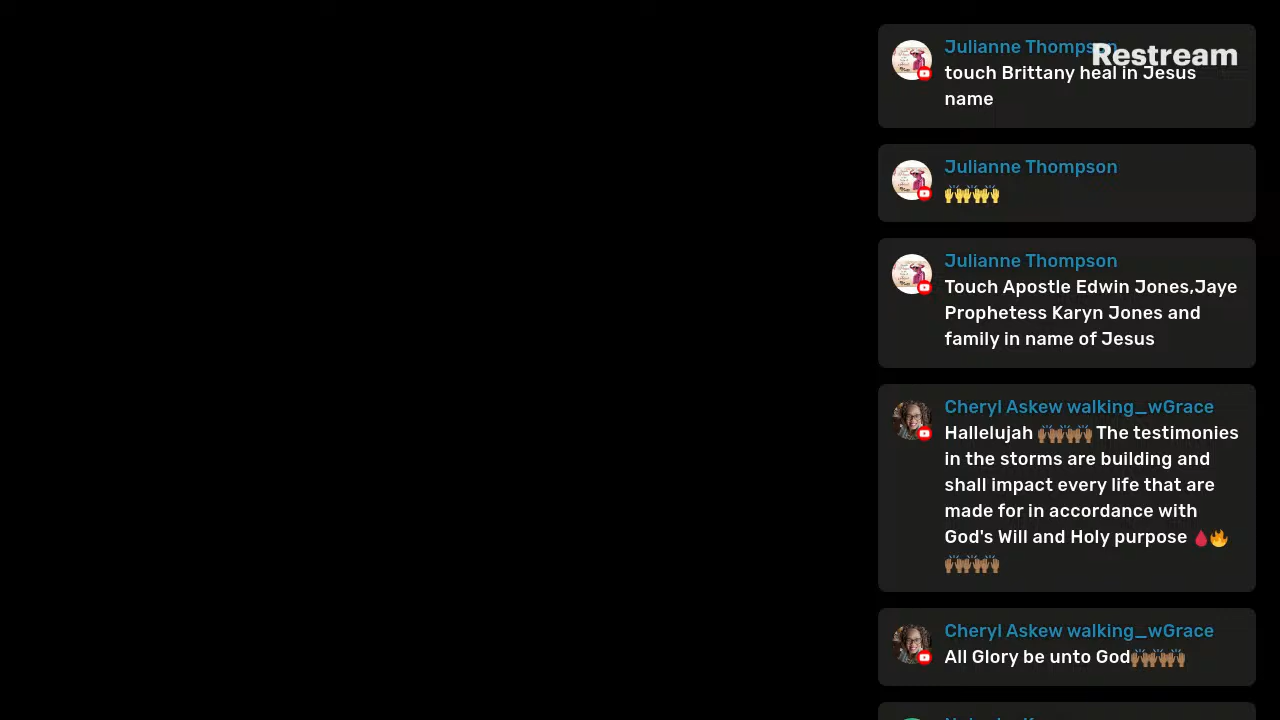 Julianne Thompson
Restream
touch Brittany heal in Jesus
name
Julianne Thompson
🙌🙌🙌
Julianne Thompson
Touch Apostle Edwin Jones,Jaye
Prophetess Karyn Jones and
family in name of Jesus
Cheryl Askew walking_wGrace
Hallelujah 🙌🏽🙌🏽🙌🏽 The testimonies
in the storms are building and
shall impact every life that are
made for in accordance with
God's Will and Holy purpose 🩸🔥
🙌🏽🙌🏽🙌🏽
Cheryl Askew walking_wGrace
All Glory be unto God🙌🏽🙌🏽🙌🏽